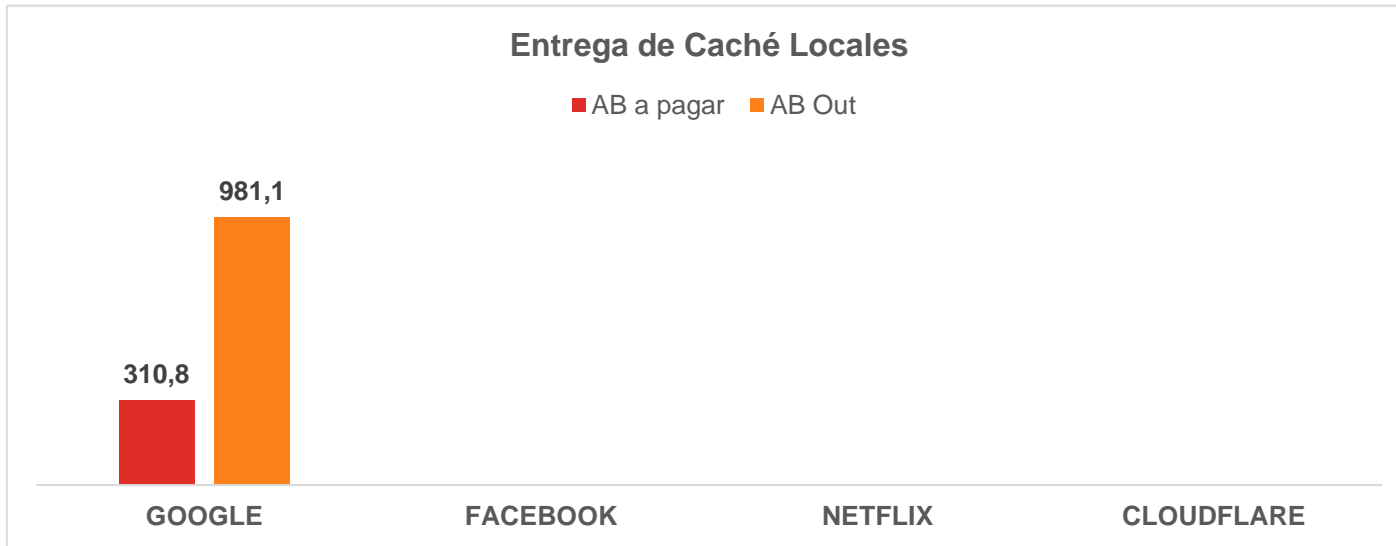 Entrega de Caché Locales
AB a pagar AB Out
981,1
310,8
GOOGLE FACEBOOK NETFLIX CLOUDFLARE